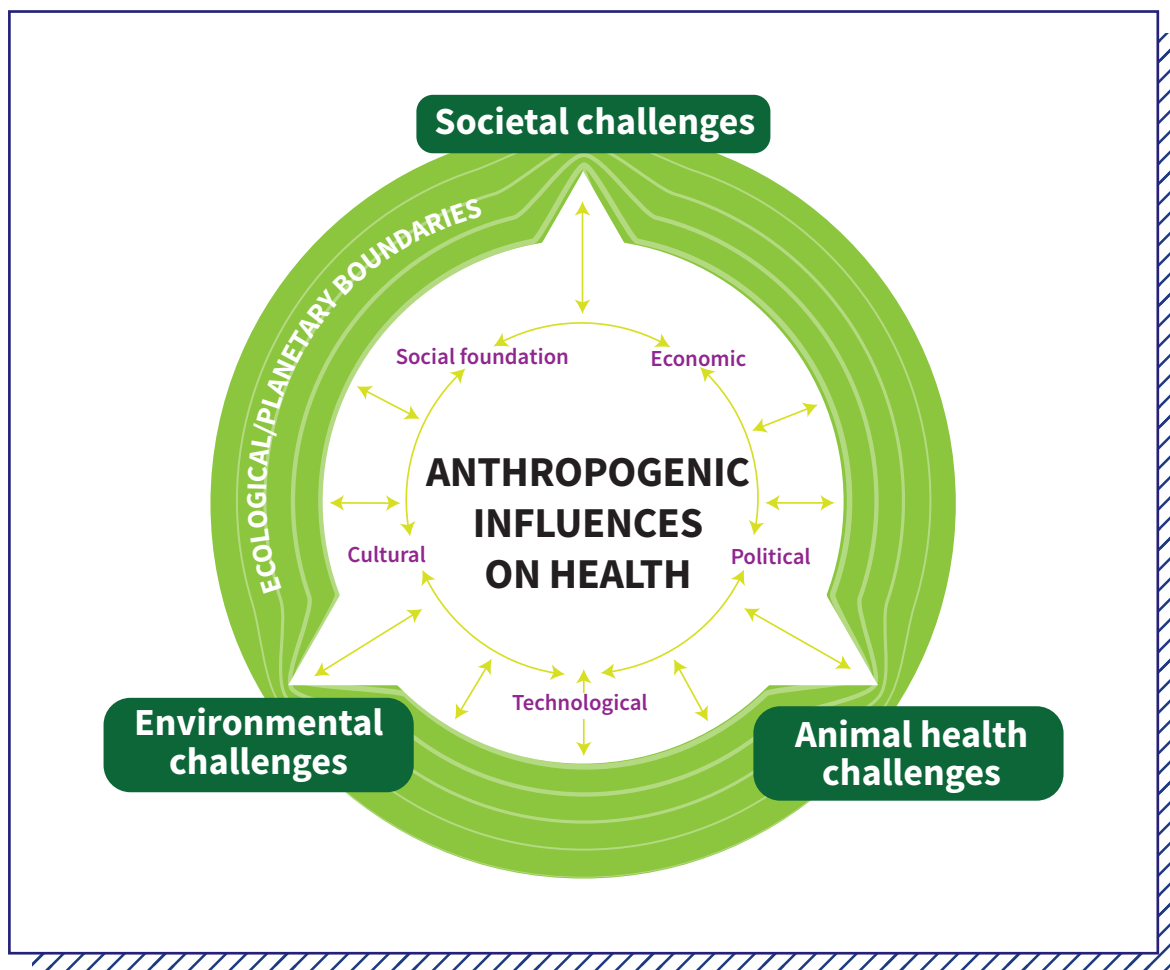 Societal challenges
ECOLOGICAL/PLANETARY BOUNDARIES
Social foundation
Economic
ANTHROPOGENIC
INFLUENCES
ON HEALTH
Cultural
Political
Technological
Environmental
challenges
Animal health
challenges